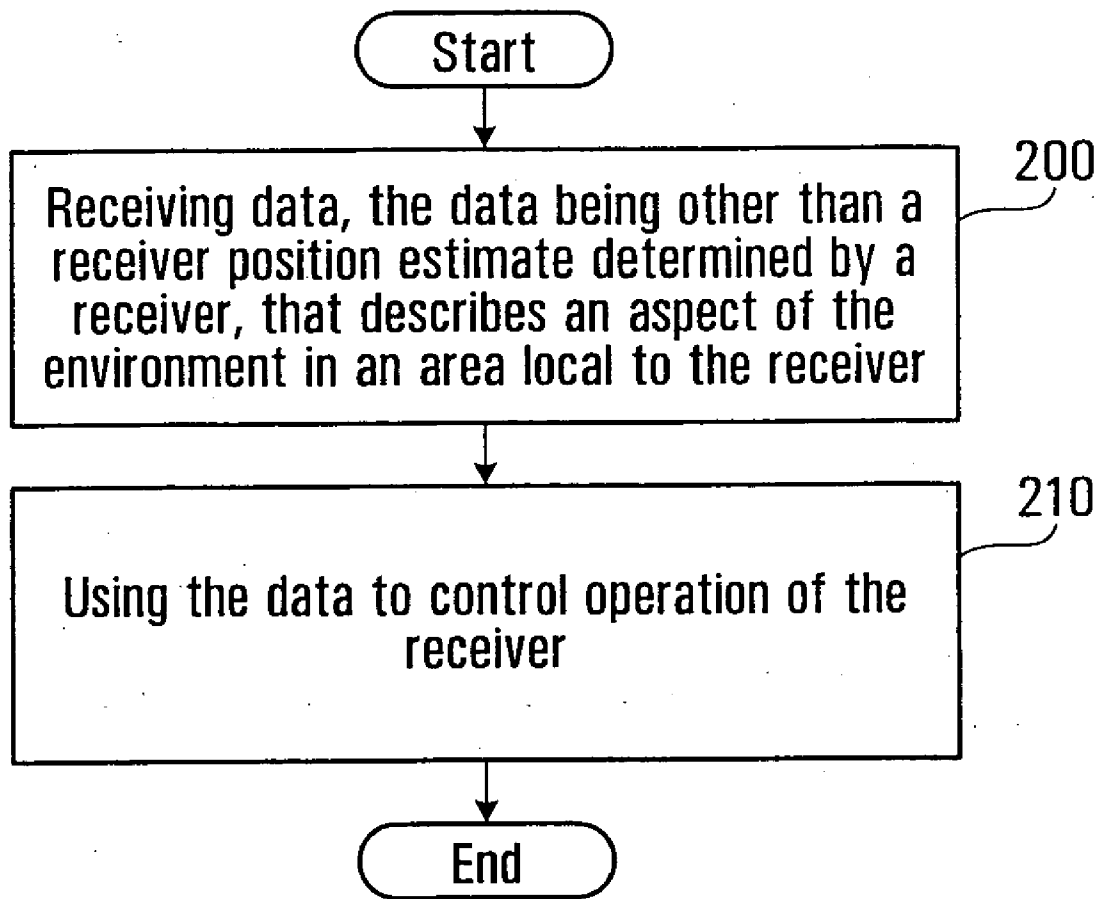 Start
200
Receiving data, the data being other than a
receiver position estimate determined by a
receiver, that describes an aspect of the
environment in an area local to the receiver
210
Using the data to control operation of the
receiver
End